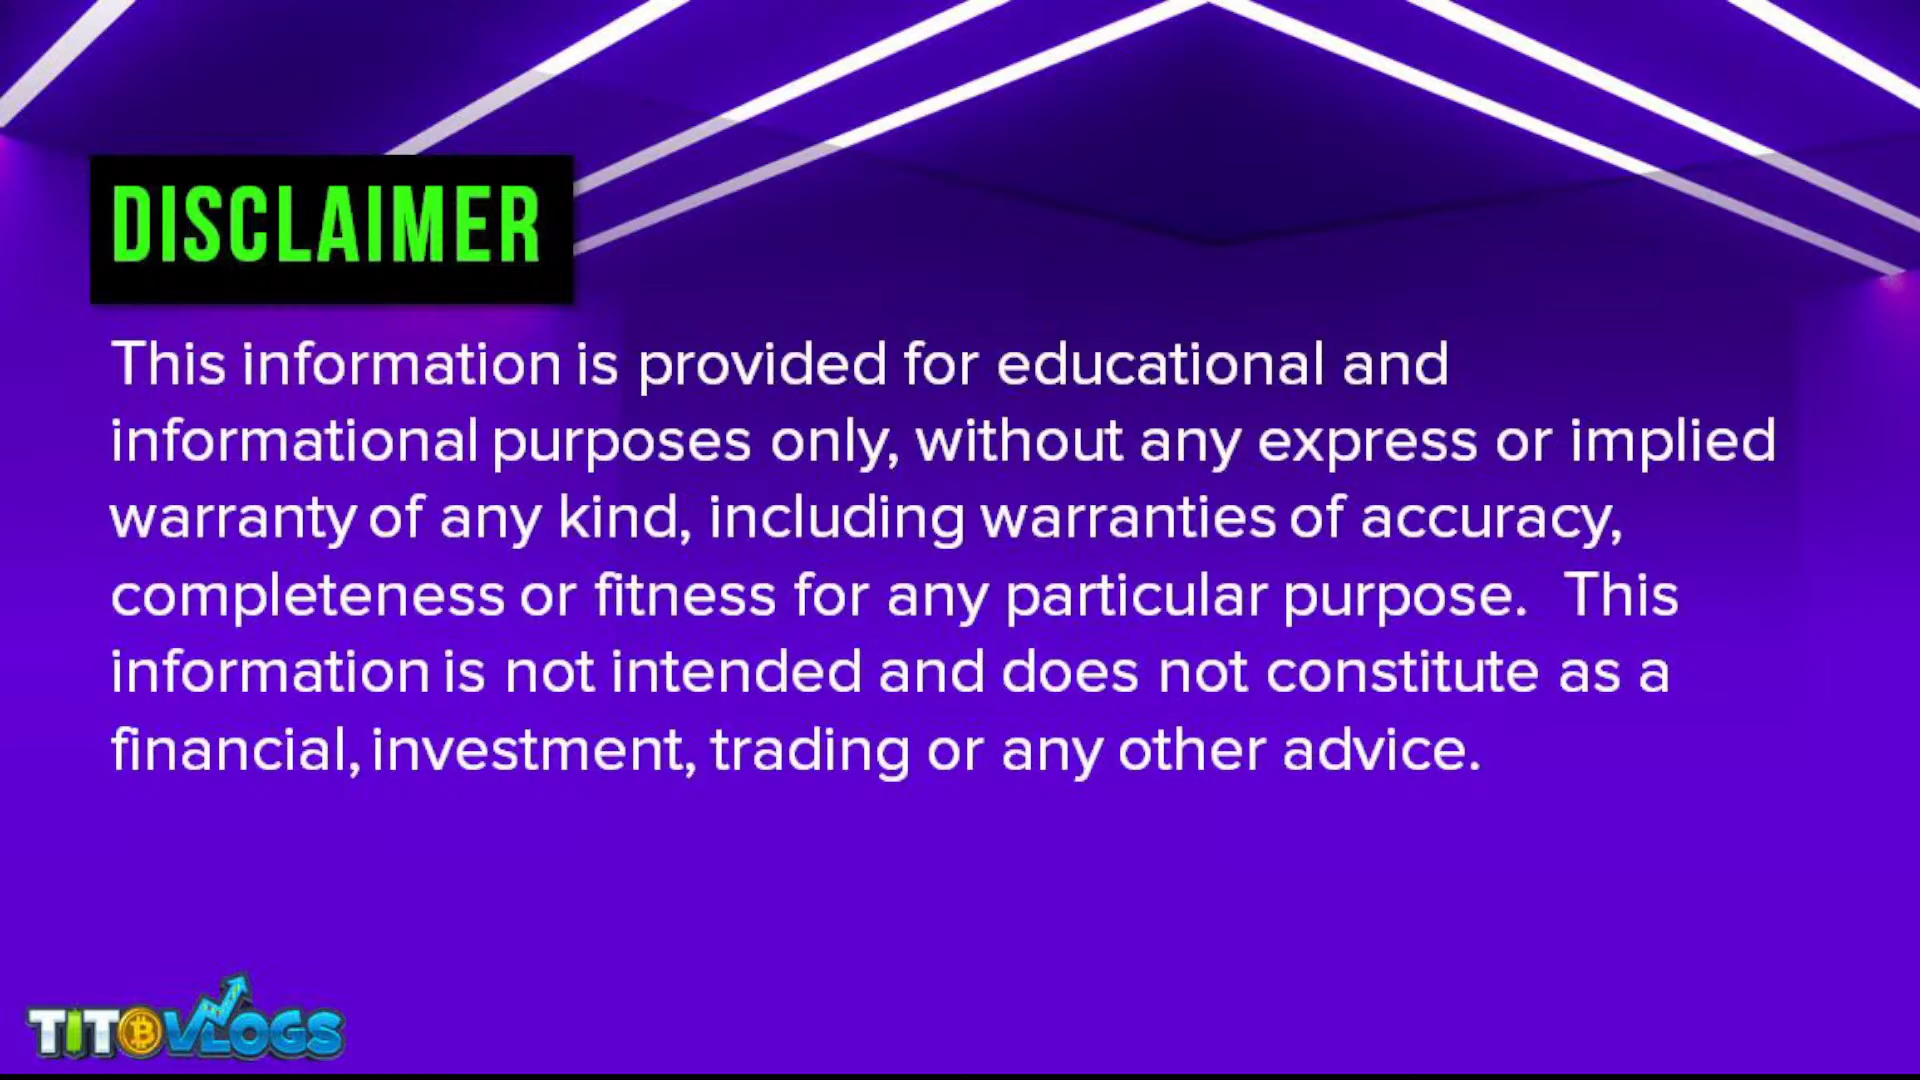 DISCLAIMER
This information is provided for educational and
informational purposes only, without any express or implied
warranty of any kind, including warranties of accuracy,
completeness or fitness for any particular purpose.  This
information is not intended and does not constitute as a
financial, investment, trading or any other advice.
TITOVLOGS